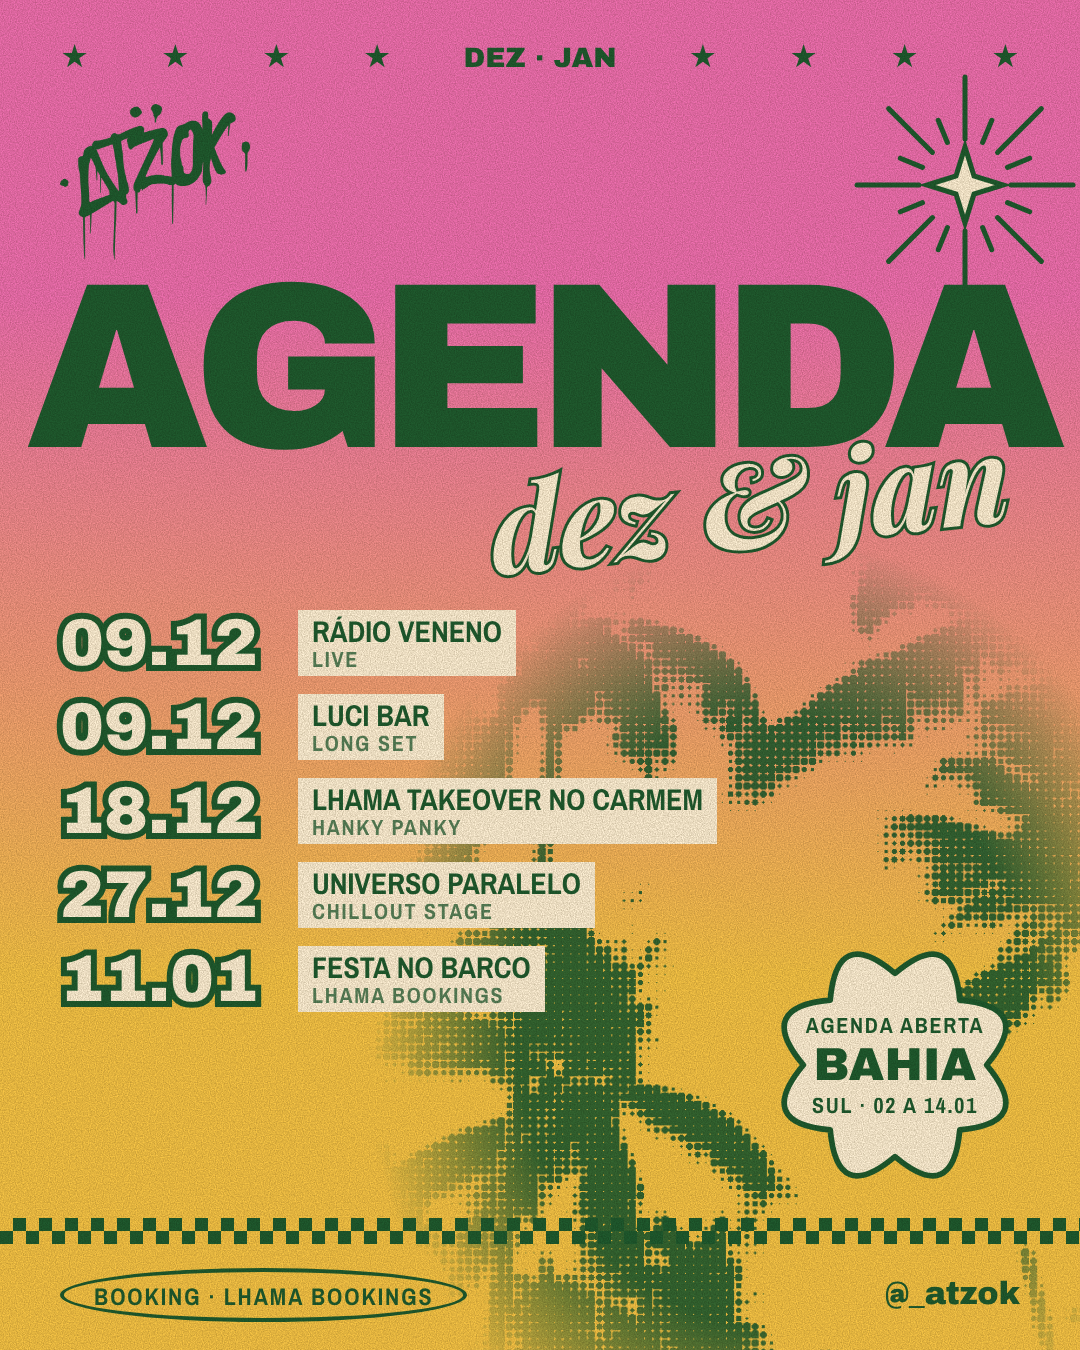 DEZ · JAN
ATZOK
AGENDA
dez & jan
09.12
RÁDIO VENENO
LIVE
09.12
LUCI BAR
LONG SET
18.12
LHAMA TAKEOVER NO CARMEM
HANKY PANKY
27.12
UNIVERSO PARALELO
CHILLOUT STAGE
11.01
FESTA NO BARCO
LHAMA BOOKINGS
AGENDA ABERTA
BAHIA
SUL · 02 A 14.01
BOOKING · LHAMA BOOKINGS
@_atzok